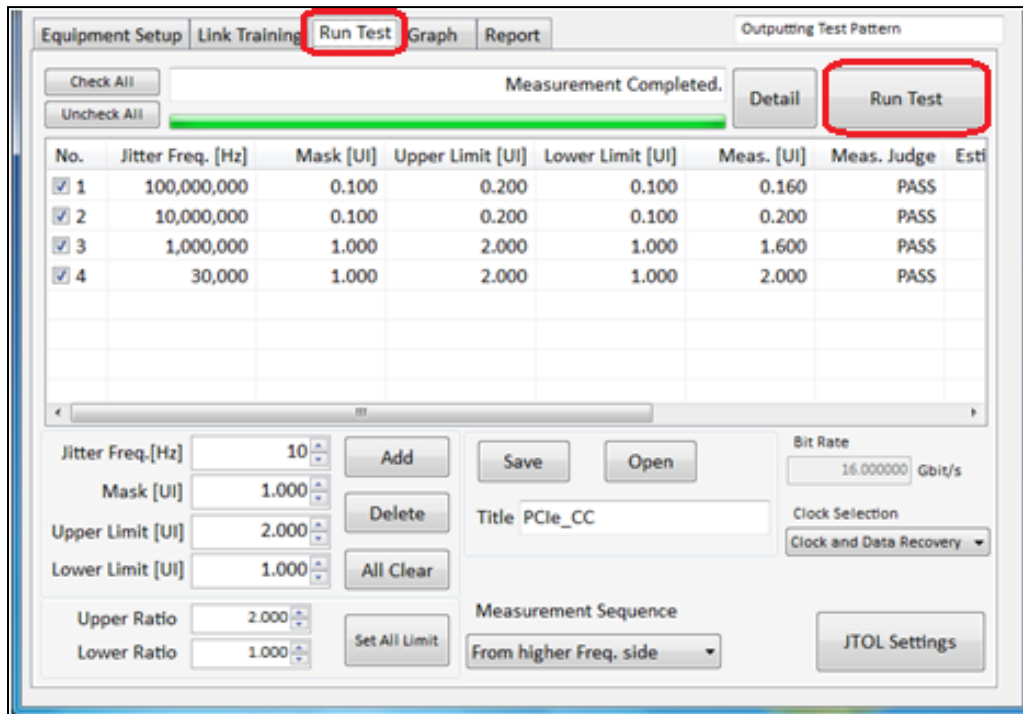 Equipment Setup Link Training Run Test Graph Report Outputting Test Pattern
Check All Measurement Completed. Detail Run Test
Uncheck All
No. Jitter Freq. [Hz] Mask [UI] Upper Limit [UI] Lower Limit [UI] Meas. [UI] Meas. Judge Esti
1 100,000,000 0.100 0.200 0.100 0.160 PASS
2 10,000,000 0.100 0.200 0.100 0.200 PASS
3 1,000,000 1.000 2.000 1.000 1.600 PASS
4 30,000 1.000 2.000 1.000 2.000 PASS
Jitter Freq.[Hz] 10 Add
Mask [UI] 1.000
Upper Limit [UI] 2.000 Delete
Lower Limit [UI] 1.000 All Clear
Save Open
Title PCIe_CC
Bit Rate
16.000000 Gbit/s
Clock Selection
Clock and Data Recovery
Upper Ratio 2.000
Lower Ratio 1.000
Set All Limit
Measurement Sequence
From higher Freq. side
JTOL Settings